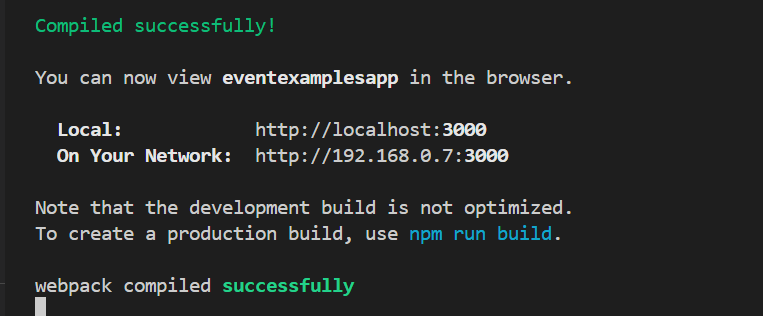 Compiled successfully!
You can now view eventexamplesapp in the browser.
Local: http://localhost:3000
On Your Network: http://192.168.0.7:3000
Note that the development build is not optimized.
To create a production build, use npm run build.
webpack compiled successfully